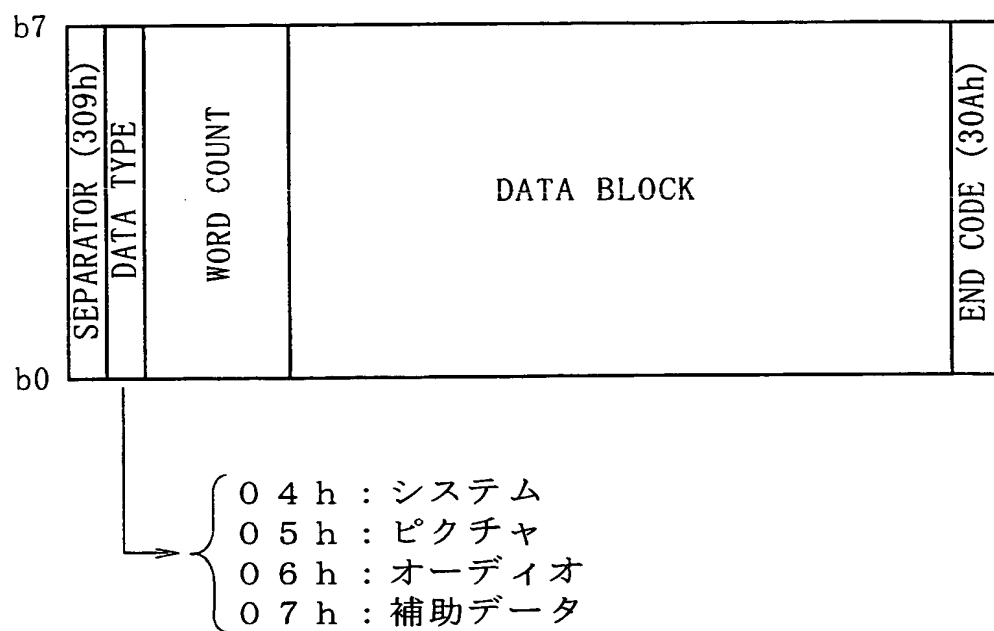 b7
SEPARATOR (309h)
DATA TYPE
WORD COUNT
DATA BLOCK
END CODE (30Ah)
b0
04h:システム
05h:ピクチャ
06h:オーディオ
07h:補助データ